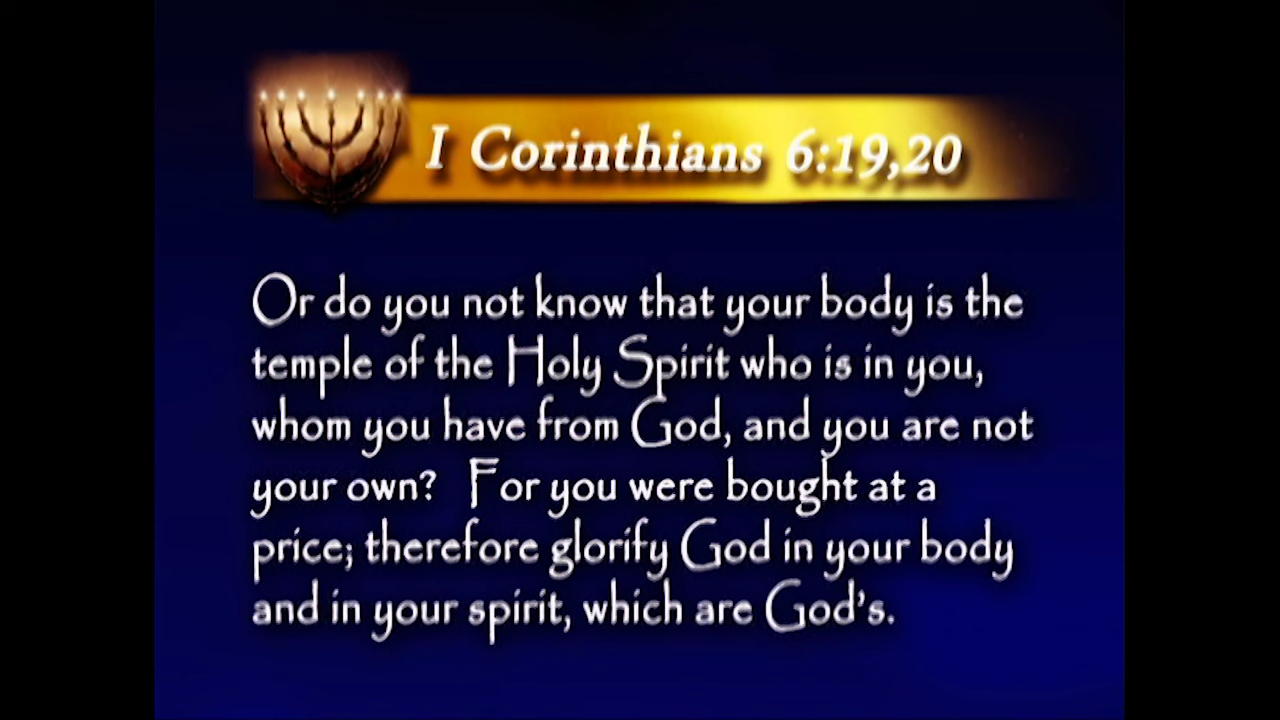 I Corinthians 6:19,20
Or do you not know that your body is the
temple of the Holy Spirit who is in you,
whom you have from God, and you are not
your own?  For you were bought at a
price; therefore glorify God in your body
and in your spirit, which are God's.